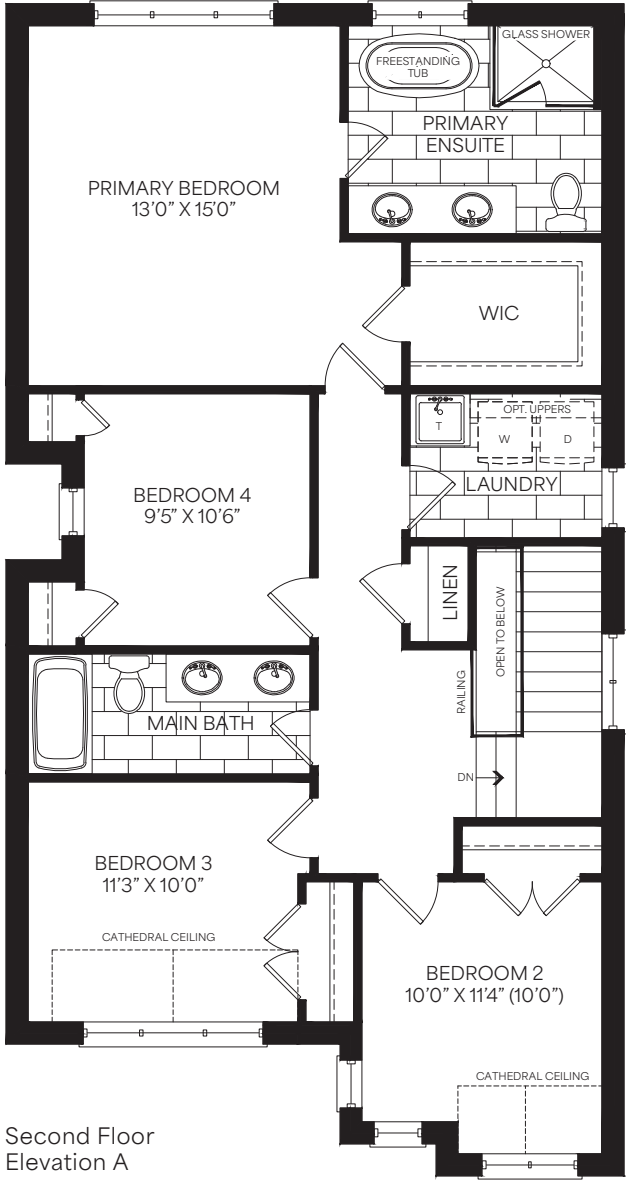 GLASS SHOWER
FREESTANDING
TUB
PRIMARY
ENSUITE
PRIMARY BEDROOM
13'0" X 15'0"
WIC
OPT. UPPERS
T
W
D
LAUNDRY
BEDROOM 4
9'5" X 10'6"
LINEN
OPEN TO BELOW
RAILING
MAIN BATH
DN
BEDROOM 3
11'3" X 10'0"
CATHEDRAL CEILING
BEDROOM 2
10'0" X 11'4" (10'0")
CATHEDRAL CEILING
Second Floor
Elevation A